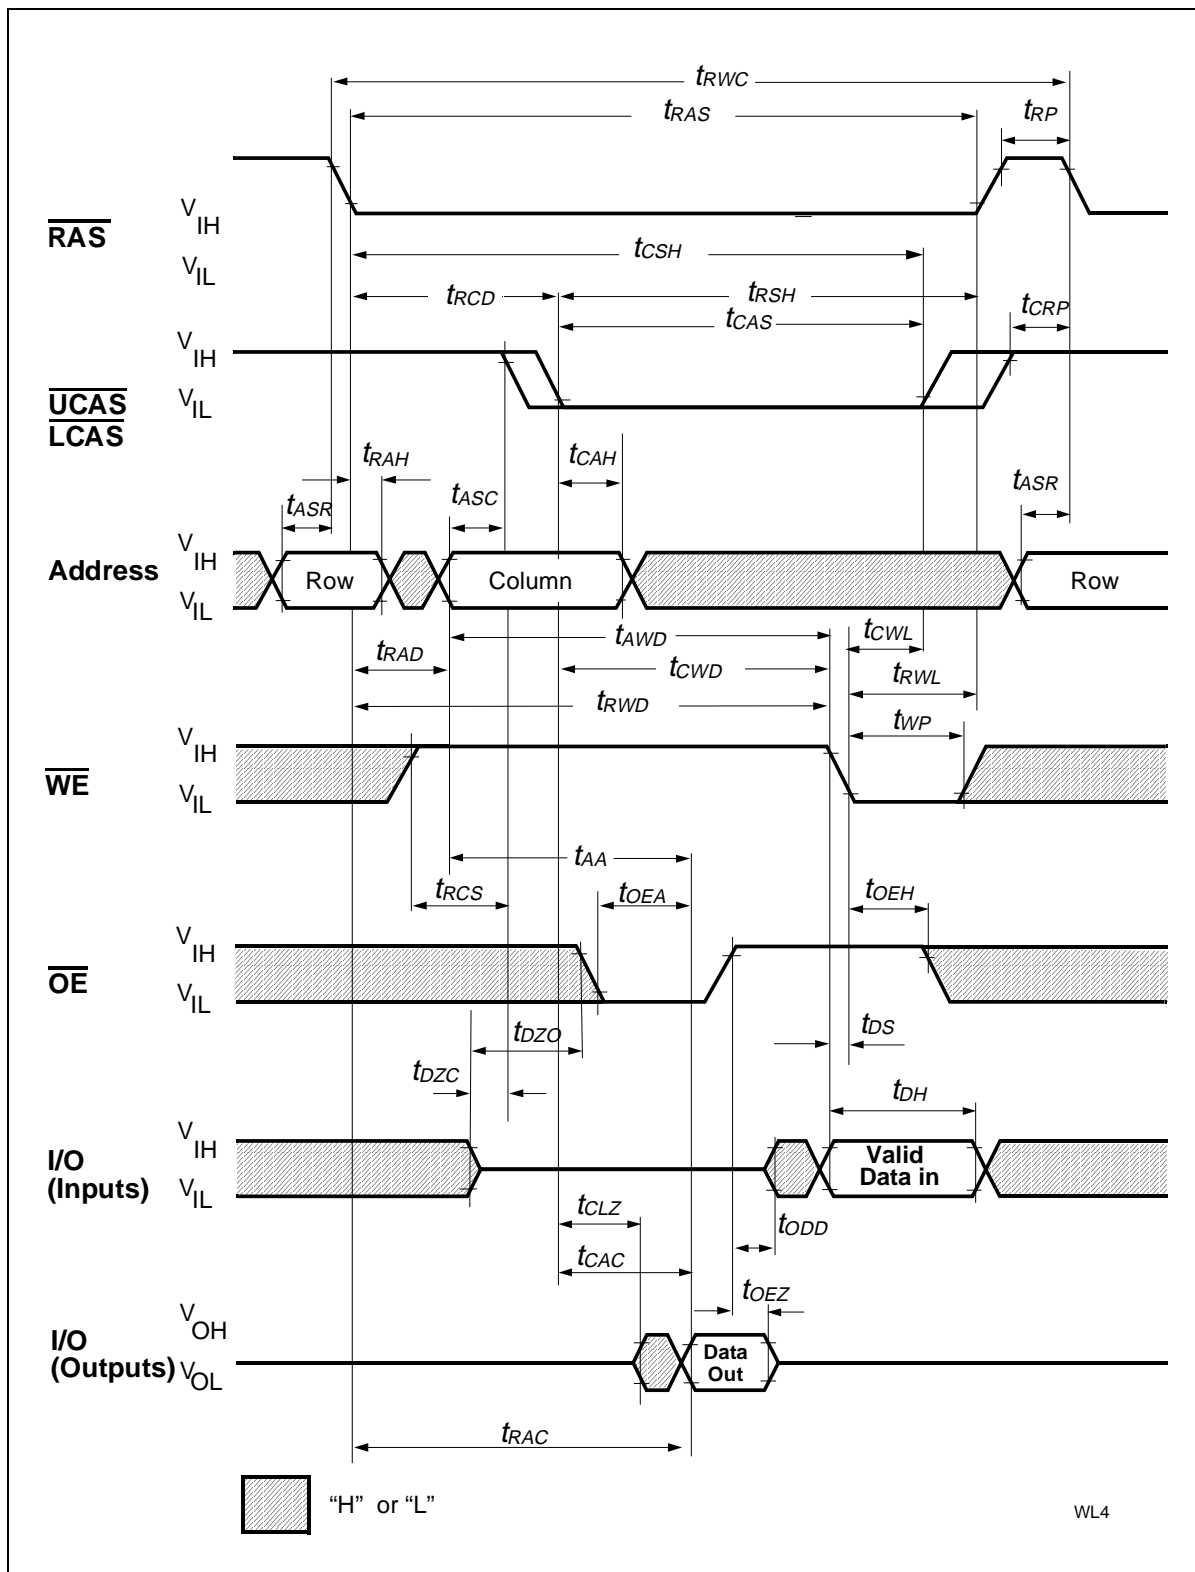 tRWC
tRAS
tRP
RAS
VIH
VIL
tCSH
tRCD
tRSH
tCAS
tCRP
UCAS
LCAS
VIH
VIL
tRAH
tCAH
tASR
tASC
tASR
Address
VIH
VIL
Row
Column
Row
tAWD
tCWL
tRAD
tCWD
tRWL
tRWD
tWP
WE
VIH
VIL
tAA
tRCS
tOEA
tOEH
OE
VIH
VIL
tDZO
tDS
tDZC
tDH
I/O
(Inputs)
VIH
VIL
Valid
Data in
tCLZ
tODD
tCAC
tOEZ
I/O
(Outputs)
VOH
VOL
Data
Out
tRAC
“H” or “L”
WL4